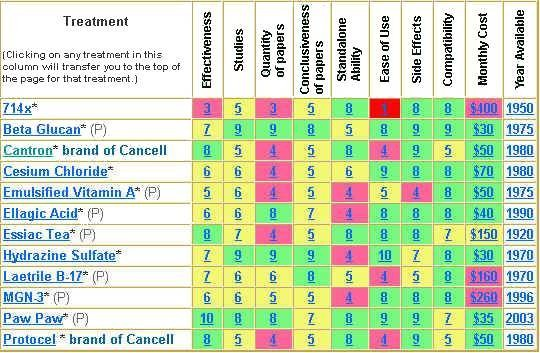 Treatment
(Clicking on any treatment in this
column will transfer you to the top of
the page for that treatment.)
Effectiveness
Studies
Quantity
of papers
Conclusiveness
of papers
Standalone
Ability
Ease of Use
Side Effects
Compatibility
Monthly Cost
Year Available
714x* 3 5 3 5 8 1 8 8 $400 1950
Beta Glucan* (P) 7 9 9 8 5 8 9 9 $30 1975
Cantron* brand of Cancell 8 5 4 5 8 4 9 5 $50 1980
Cesium Chloride* 6 6 4 5 6 9 8 8 $70 1980
Emulsified Vitamin A* (P) 5 6 4 5 4 5 4 8 $50 1975
Ellagic Acid* (P) 6 6 8 7 4 8 8 8 $40 1990
Essiac Tea* (P) 8 7 4 5 8 8 8 7 $150 1920
Hydrazine Sulfate* 7 9 9 9 4 10 7 8 $30 1970
Laetrile B-17* (P) 7 6 6 8 5 4 5 8 $160 1970
MGN-3* (P) 6 6 5 5 4 8 8 8 $260 1996
Paw Paw* (P) 10 8 8 7 8 9 9 7 $35 2003
Protocel* brand of Cancell 8 5 4 5 8 4 9 5 $50 1980